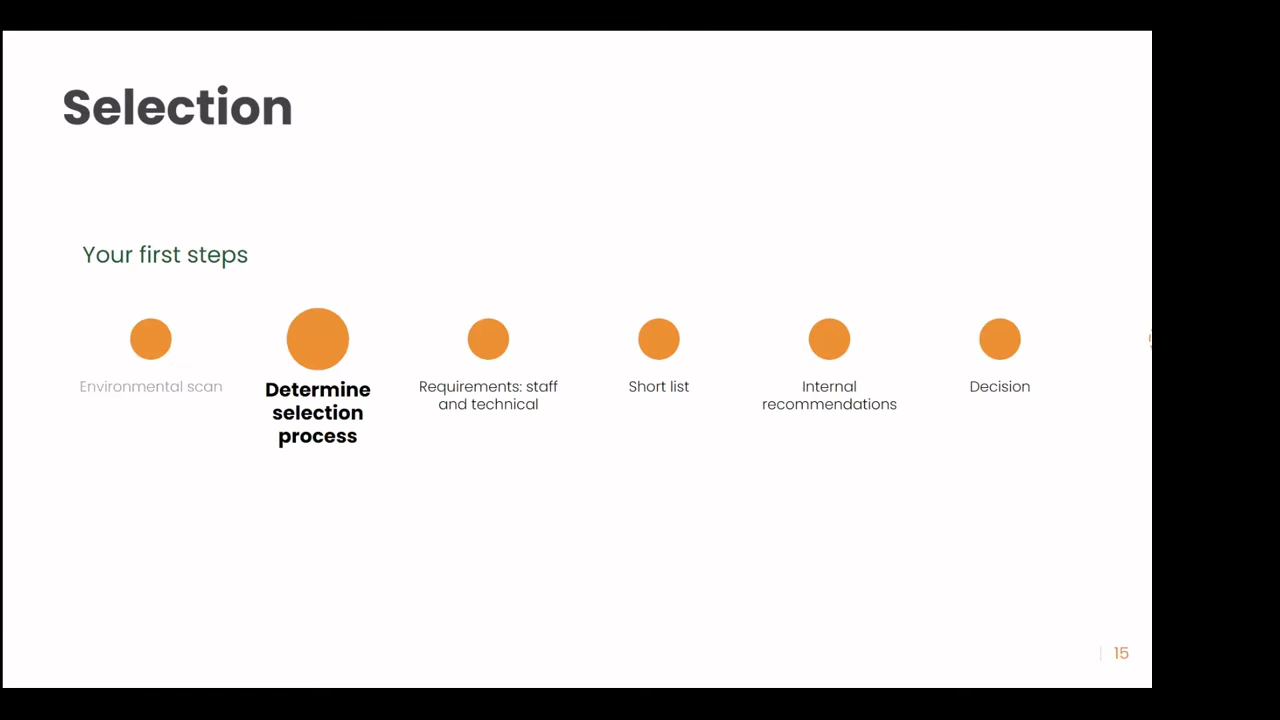 Selection
Your first steps
Environmental scan
Determine
selection
process
Requirements: staff
and technical
Short list
Internal
recommendations
Decision
15